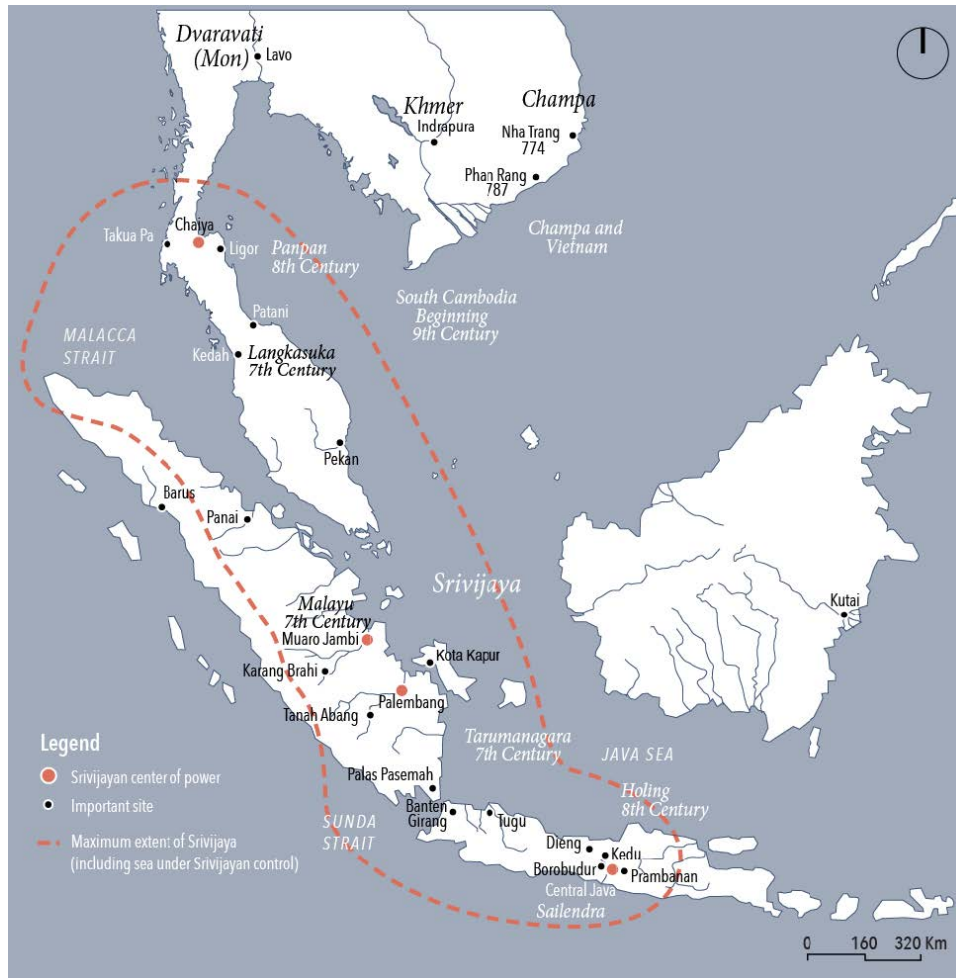 Dvaravati
(Mon)
Lavo
Khmer
Indrapura
Champa
Nha Trang
774
Phan Rang
787
Champa and
Vietnam
Chaiya
Takua Pa
Ligor
Panpan
8th Century
South Cambodia
Beginning
9th Century
Patani
MALACCA
STRAIT
Kedah
Langkasuka
7th Century
Pekan
Barus
Panai
Srivijaya
Malayu
7th Century
Muaro Jambi
Kutai
Kota Kapur
Karang Brahi
Palembang
Tanah Abang
Tarumanagara
7th Century
JAVA SEA
Legend
Srivijayan center of power
Important site
Maximum extent of Srivijaya
(including sea under Srivijayan control)
Palas Pasemah
Holing
8th Century
SUNDA
STRAIT
Banten
Girang
Tugu
Dieng
Kedu
Borobudur
Prambanan
Central Java
Sailendra
0 160 320 Km